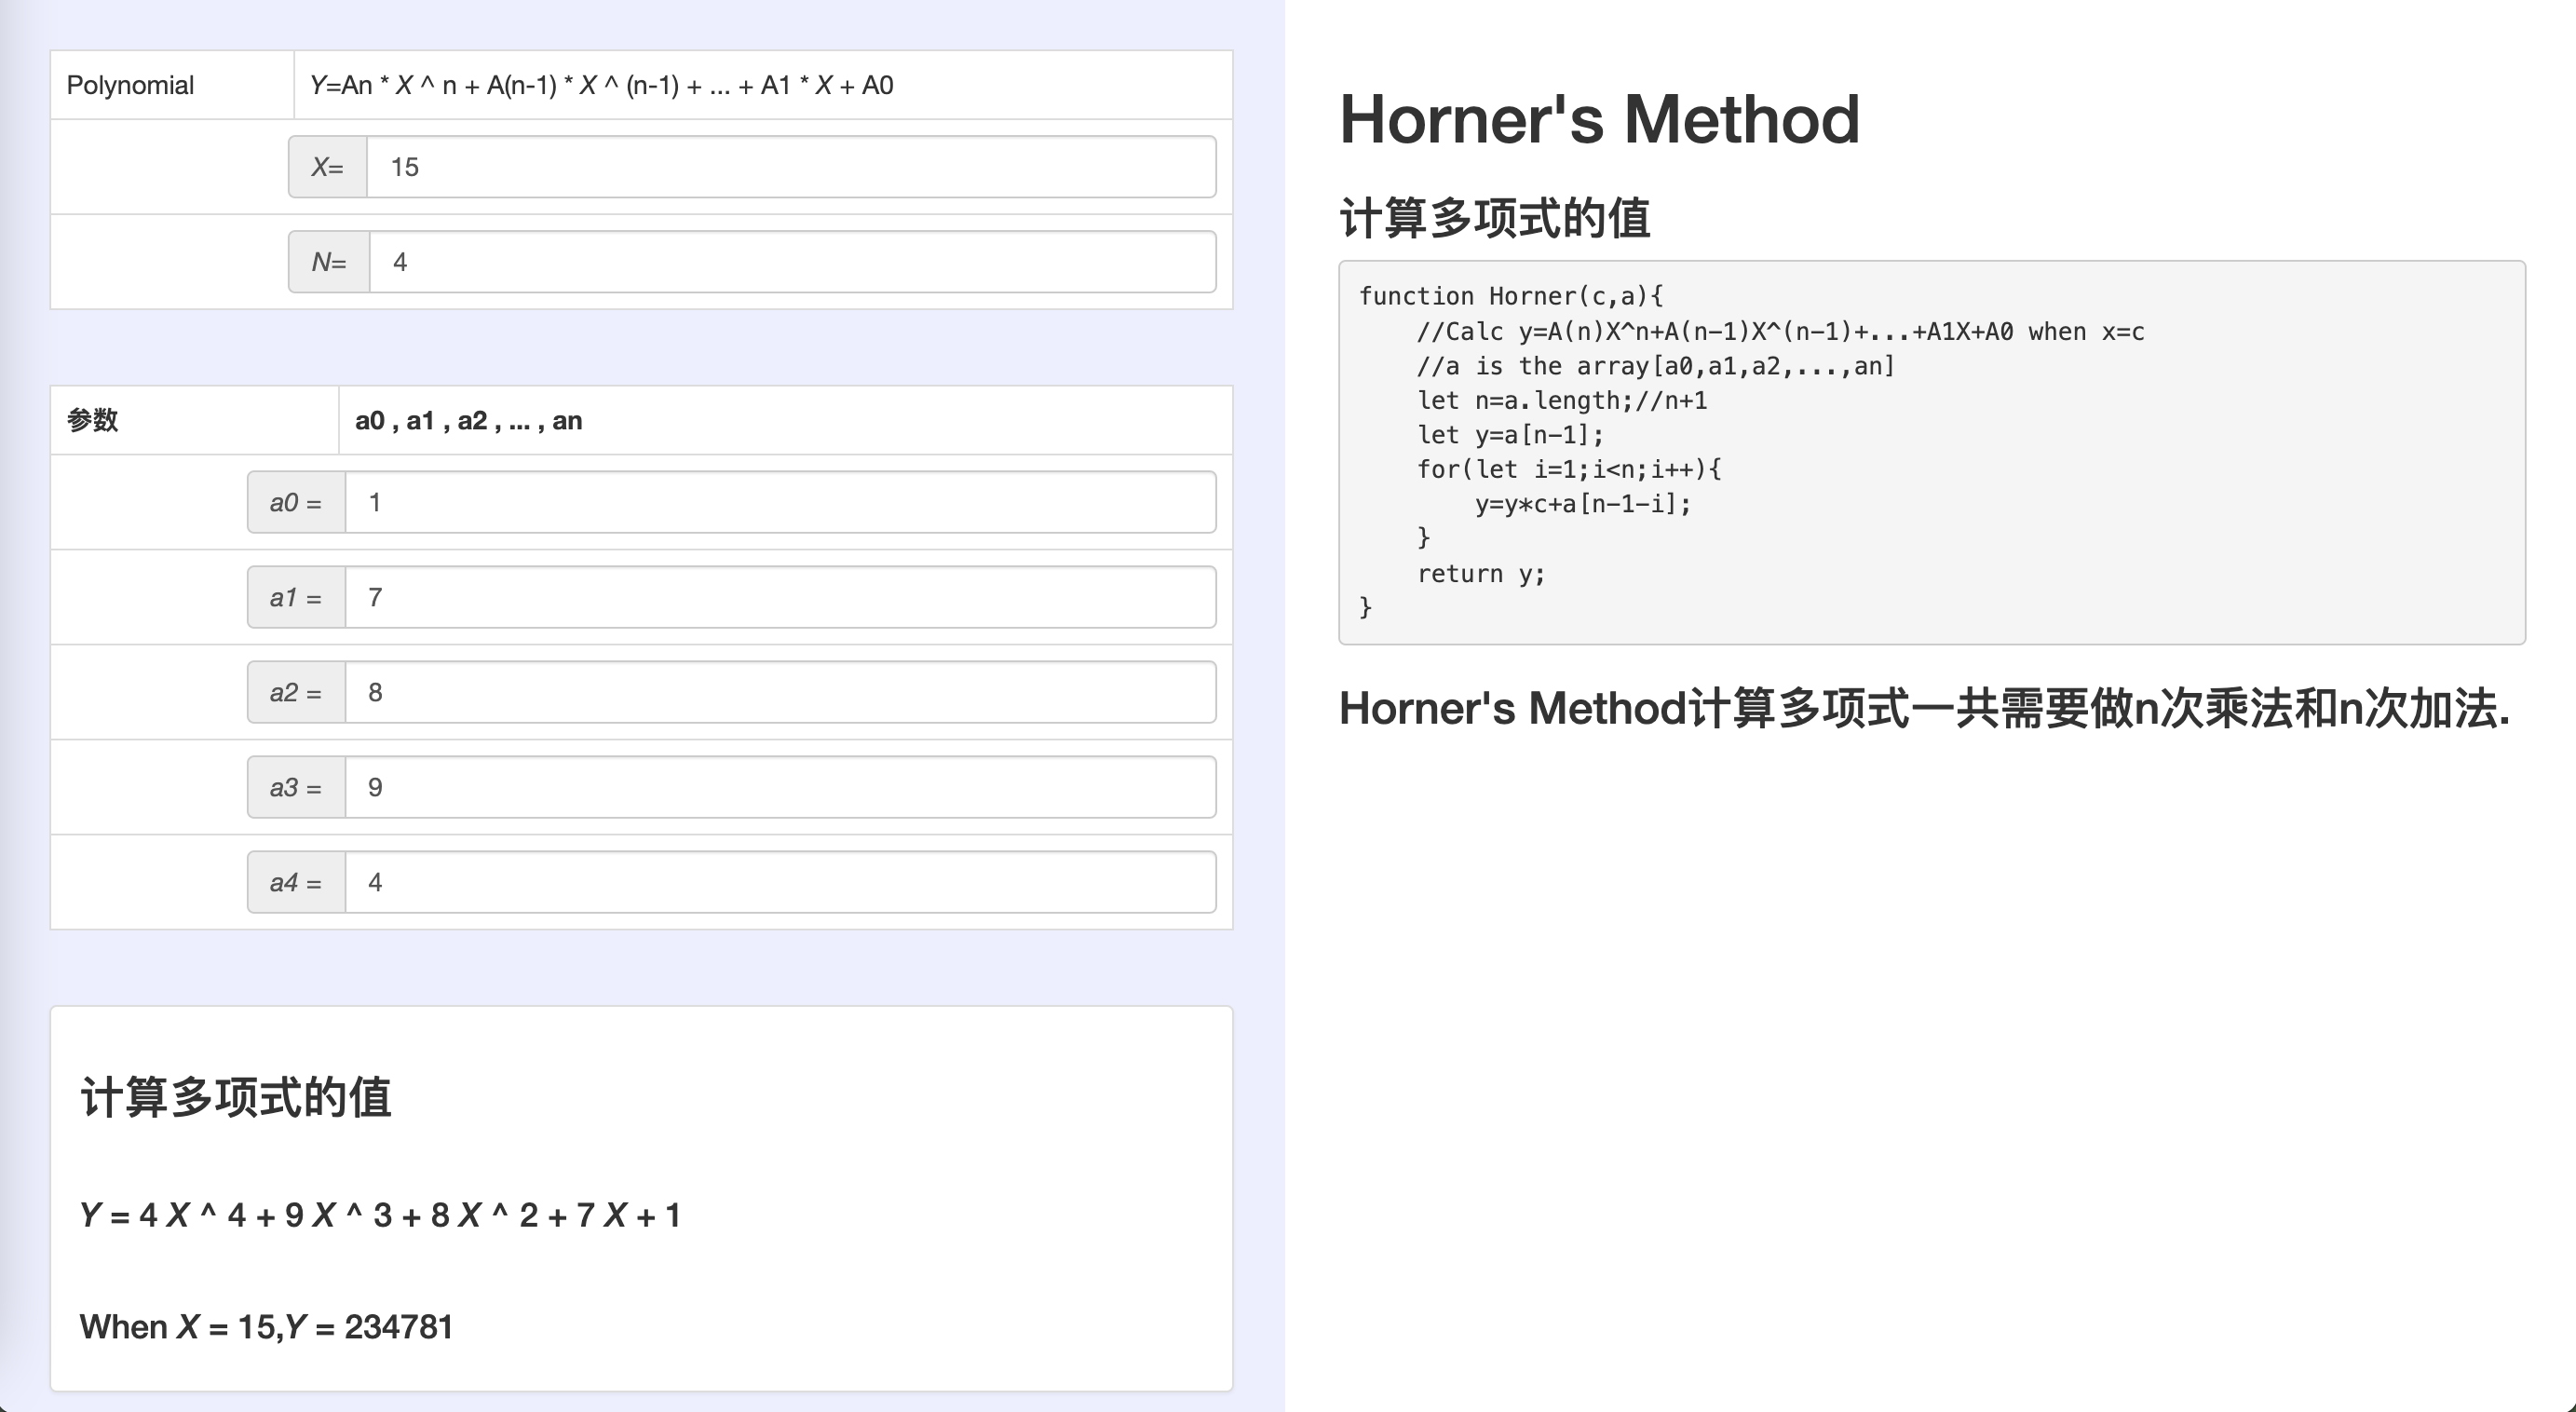 Polynomial Y=An * X ^ n + A(n-1) * X ^ (n-1) + ... + A1 * X + A0
X= 15
N= 4
参数 a0 , a1 , a2 , ... , an
a0 = 1
a1 = 7
a2 = 8
a3 = 9
a4 = 4
计算多项式的值
Y = 4 X ^ 4 + 9 X ^ 3 + 8 X ^ 2 + 7 X + 1
When X = 15,Y = 234781
Horner's Method
计算多项式的值
function Horner(c,a){
    //Calc y=A(n)X^n+A(n-1)X^(n-1)+...+A1X+A0 when x=c
    //a is the array[a0,a1,a2,...,an]
    let n=a.length;//n+1
    let y=a[n-1];
    for(let i=1;i<n;i++){
        y=y*c+a[n-1-i];
    }
    return y;
}
Horner's Method计算多项式一共需要做n次乘法和n次加法.